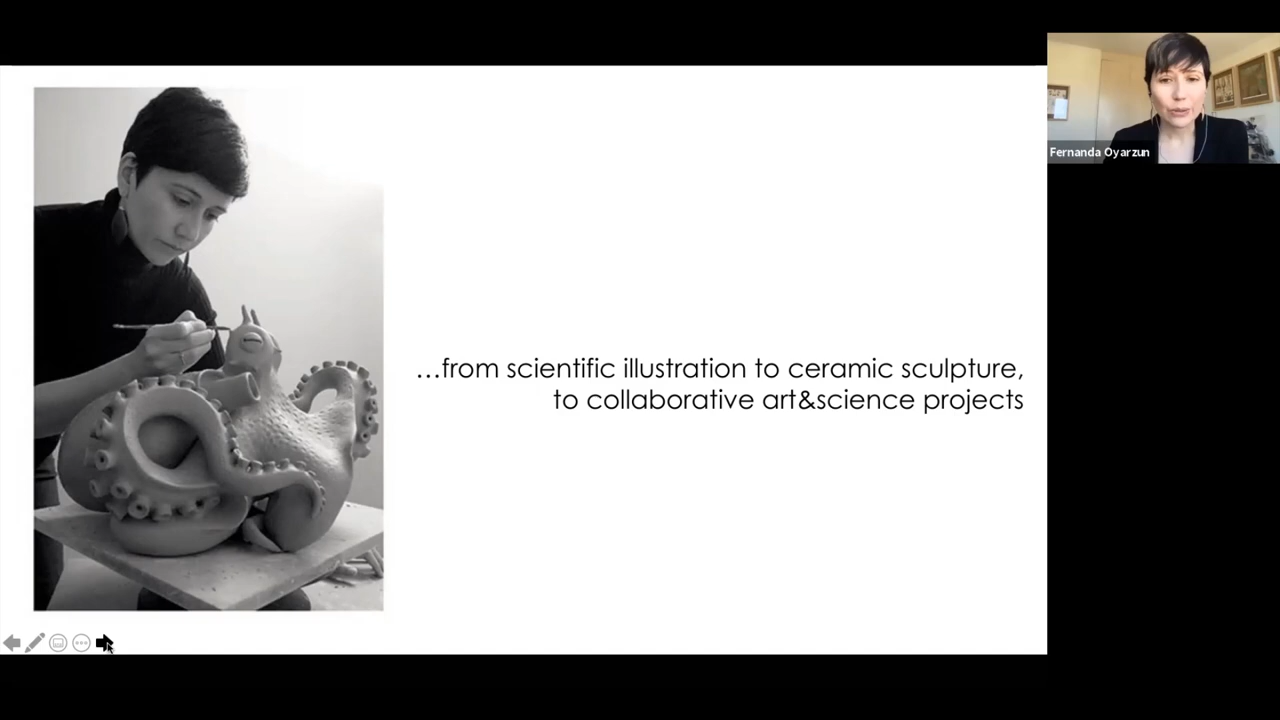 …from scientific illustration to ceramic sculpture,
to collaborative art&science projects
Fernanda Oyarzun